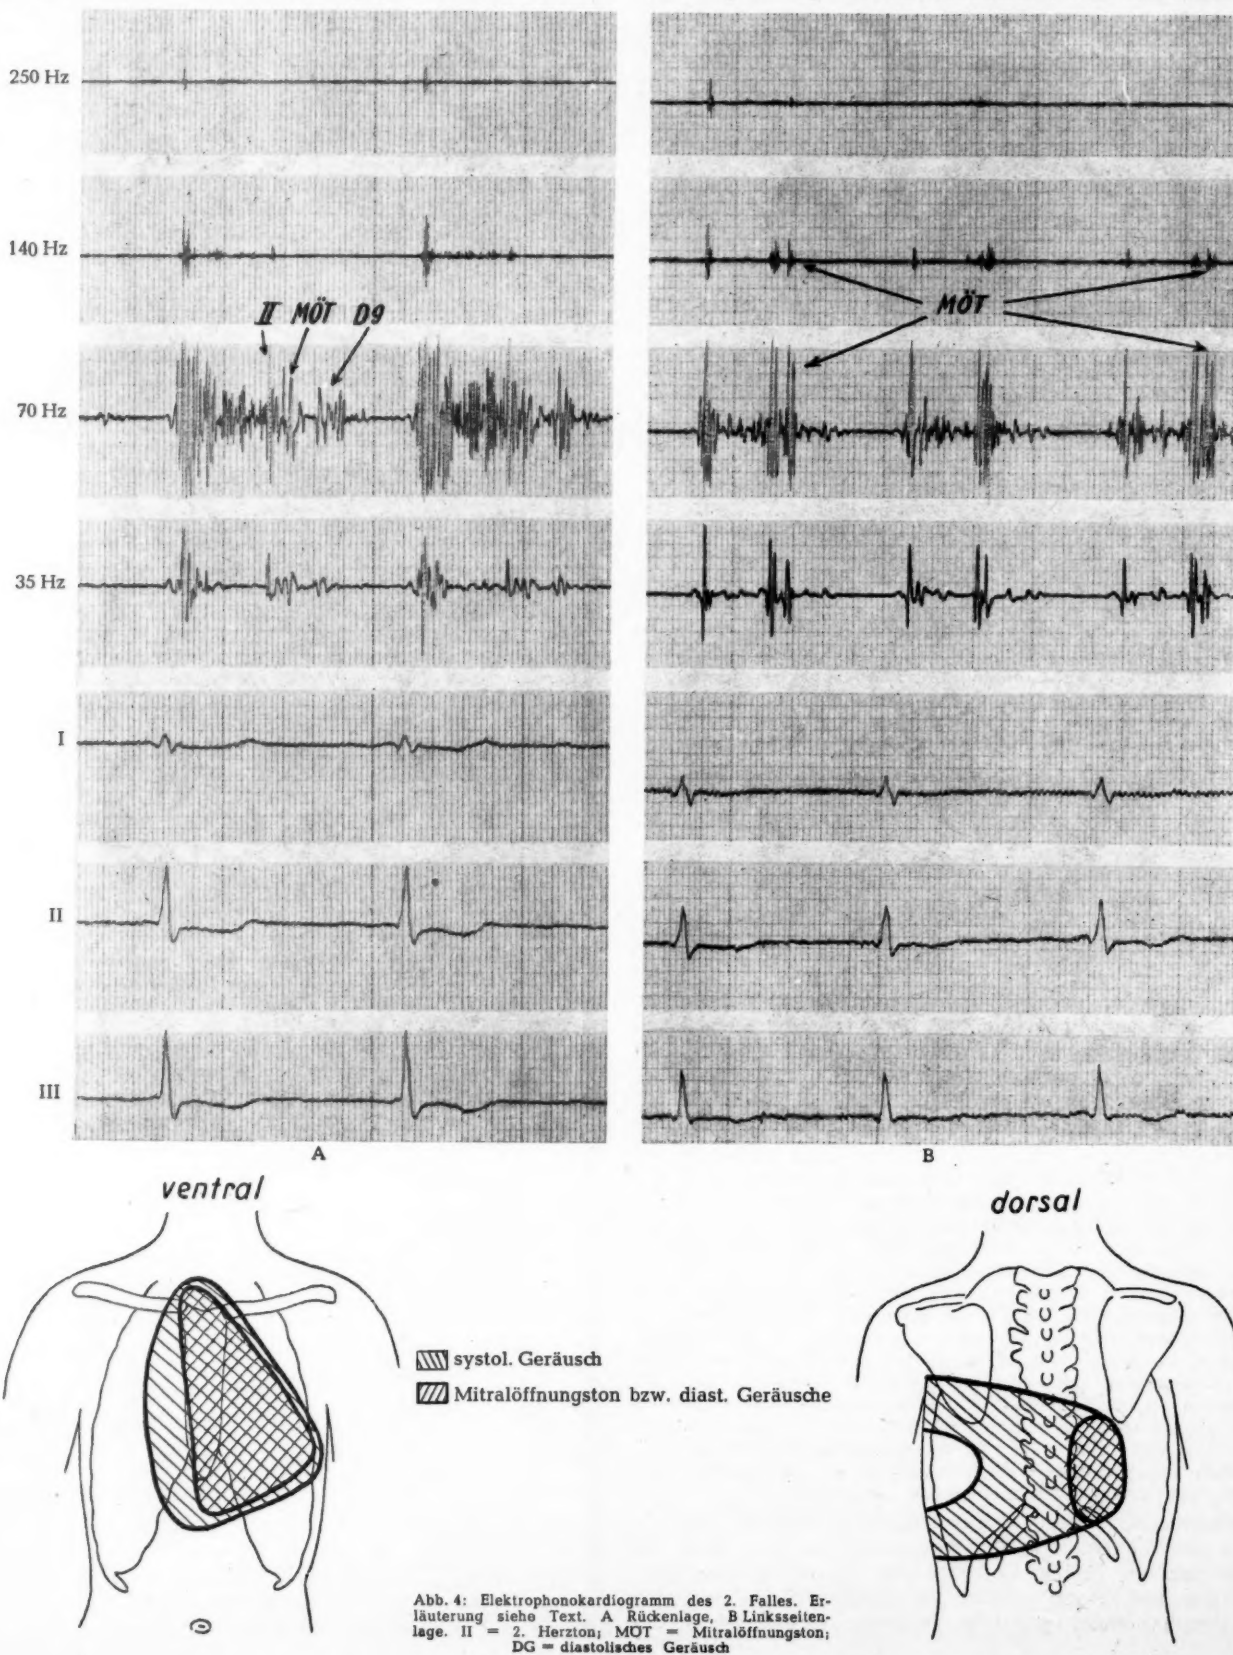 250 Hz
140 Hz
II MÖT D9
MÖT
70 Hz
35 Hz
I
II
III
A
B
ventral
dorsal
systol. Geräusch
Mitralöffnungston bzw. diast. Geräusche
Abb. 4: Elektrophonokardiogramm des 2. Falles. Er-
läuterung siehe Text. A Rückenlage, B Linksseiten-
lage. II = 2. Herzton; MÖT = Mitralöffnungston;
DG = diastolisches Geräusch